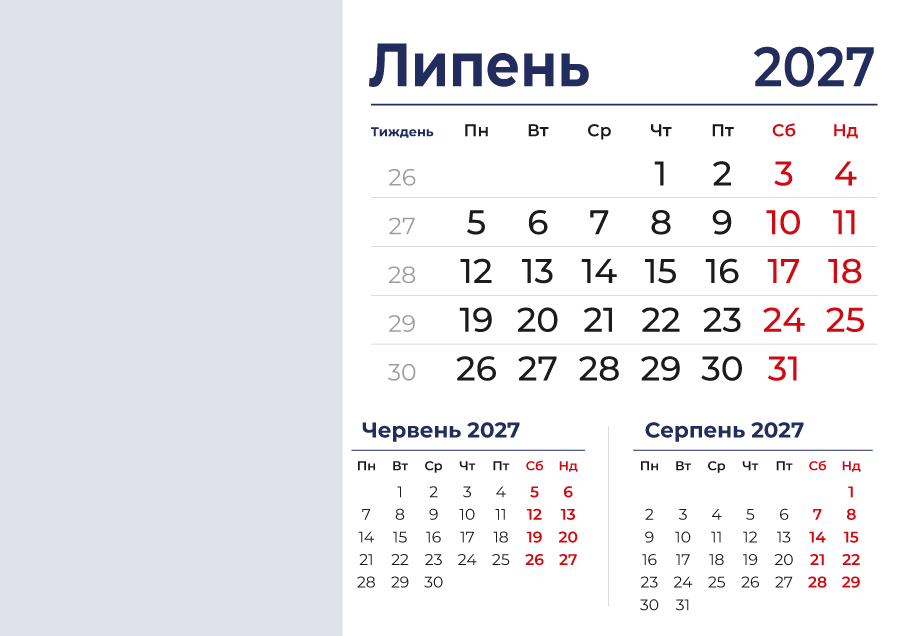 Липень 2027
Тиждень Пн Вт Ср Чт Пт Сб Нд
26 1 2 3 4
27 5 6 7 8 9 10 11
28 12 13 14 15 16 17 18
29 19 20 21 22 23 24 25
30 26 27 28 29 30 31
Червень 2027
Пн Вт Ср Чт Пт Сб Нд
1 2 3 4 5 6
7 8 9 10 11 12 13
14 15 16 17 18 19 20
21 22 23 24 25 26 27
28 29 30
Серпень 2027
Пн Вт Ср Чт Пт Сб Нд
1
2 3 4 5 6 7 8
9 10 11 12 13 14 15
16 17 18 19 20 21 22
23 24 25 26 27 28 29
30 31